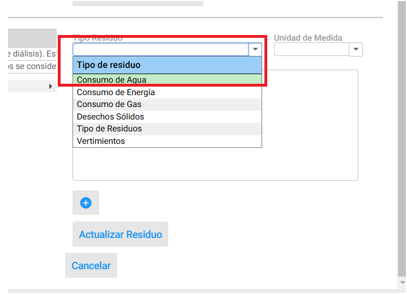 Tipo Residuo
Unidad de Medida
e diálisis). Est
os se conside
Tipo de residuo
Consumo de Agua
Consumo de Energía
Consumo de Gas
Desechos Sólidos
Tipo de Residuos
Vertimientos
Actualizar Residuo
Cancelar